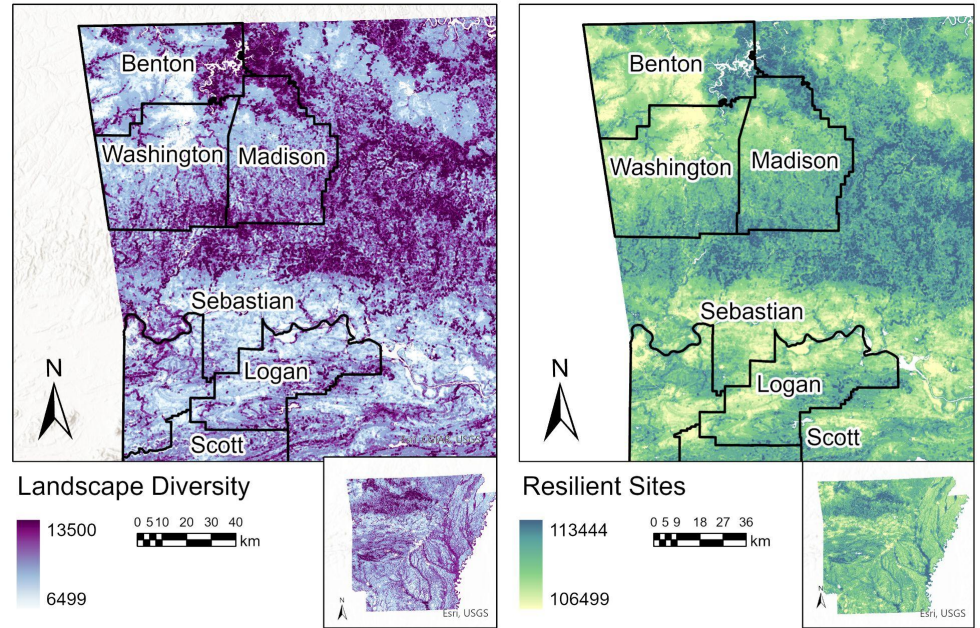 Benton
Washington
Madison
Sebastian
Logan
Scott
N
Landscape Diversity
13500
6499
0 5 10 20 30 40
km
N
Esri, USGS
Benton
Washington
Madison
Sebastian
Logan
Scott
N
Resilient Sites
113444
106499
0 5 9 18 27 36
km
N
Esri, USGS